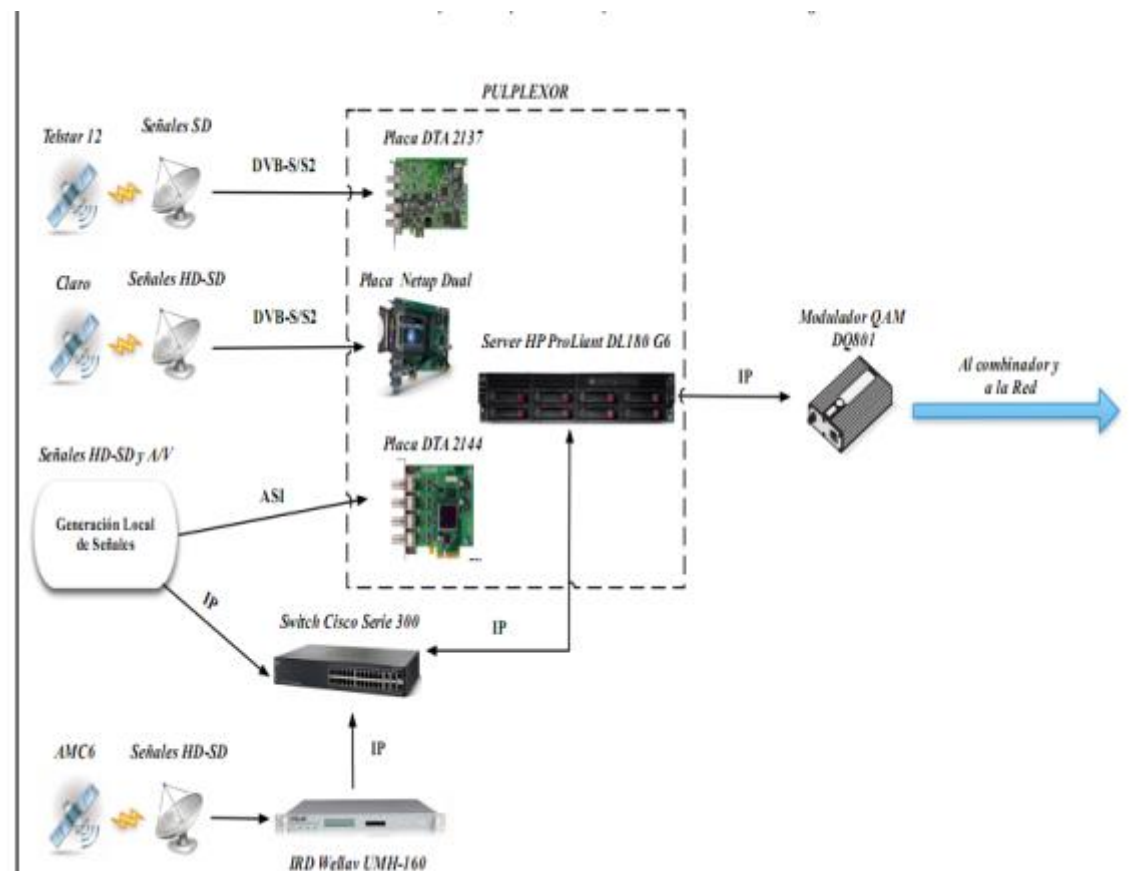 PULPLEXOR
Telstar 12
Señales SD
DVB-S/S2
Placa DTA 2137
Claro
Señales HD-SD
DVB-S/S2
Placa Netup Dual
Server HP ProLiant DL180 G6
IP
Modulador QAM
DQ801
Al combinador y
a la Red
Señales HD-SD y A/V
Generación Local
de Señales
ASI
Placa DTA 2144
IP
Switch Cisco Serie 300
IP
IP
AMC6
Señales HD-SD
IRD Wellav UMH-160